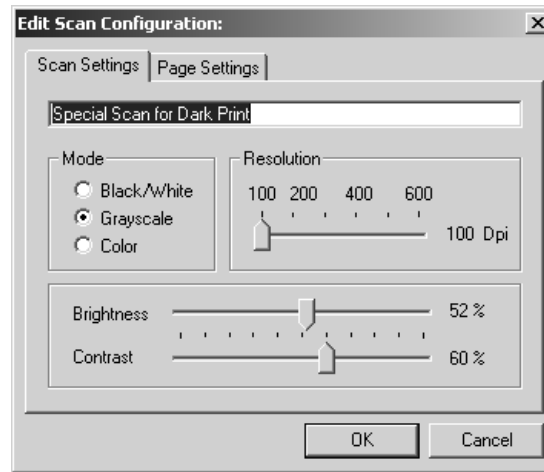 Edit Scan Configuration:
Scan Settings Page Settings
Special Scan for Dark Print
Mode
Black/White
Grayscale
Color
Resolution
100 200 400 600
100 Dpi
Brightness 52 %
Contrast 60 %
OK Cancel